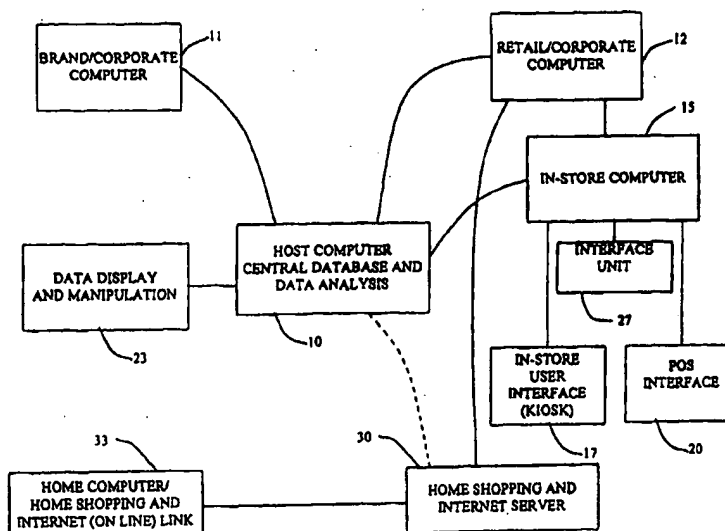 11
BRAND/CORPORATE
COMPUTER
RETAIL/CORPORATE
COMPUTER
12
15
IN-STORE COMPUTER
HOST COMPUTER
CENTRAL DATABASE AND
DATA ANALYSIS
10
DATA DISPLAY
AND MANIPULATION
23
INTERFACE
UNIT
27
IN-STORE
USER
INTERFACE
(KIOSK)
17
POS
INTERFACE
20
33
HOME COMPUTER/
HOME SHOPPING AND
INTERNET (ON LINE) LINK
30
HOME SHOPPING AND
INTERNET SERVER